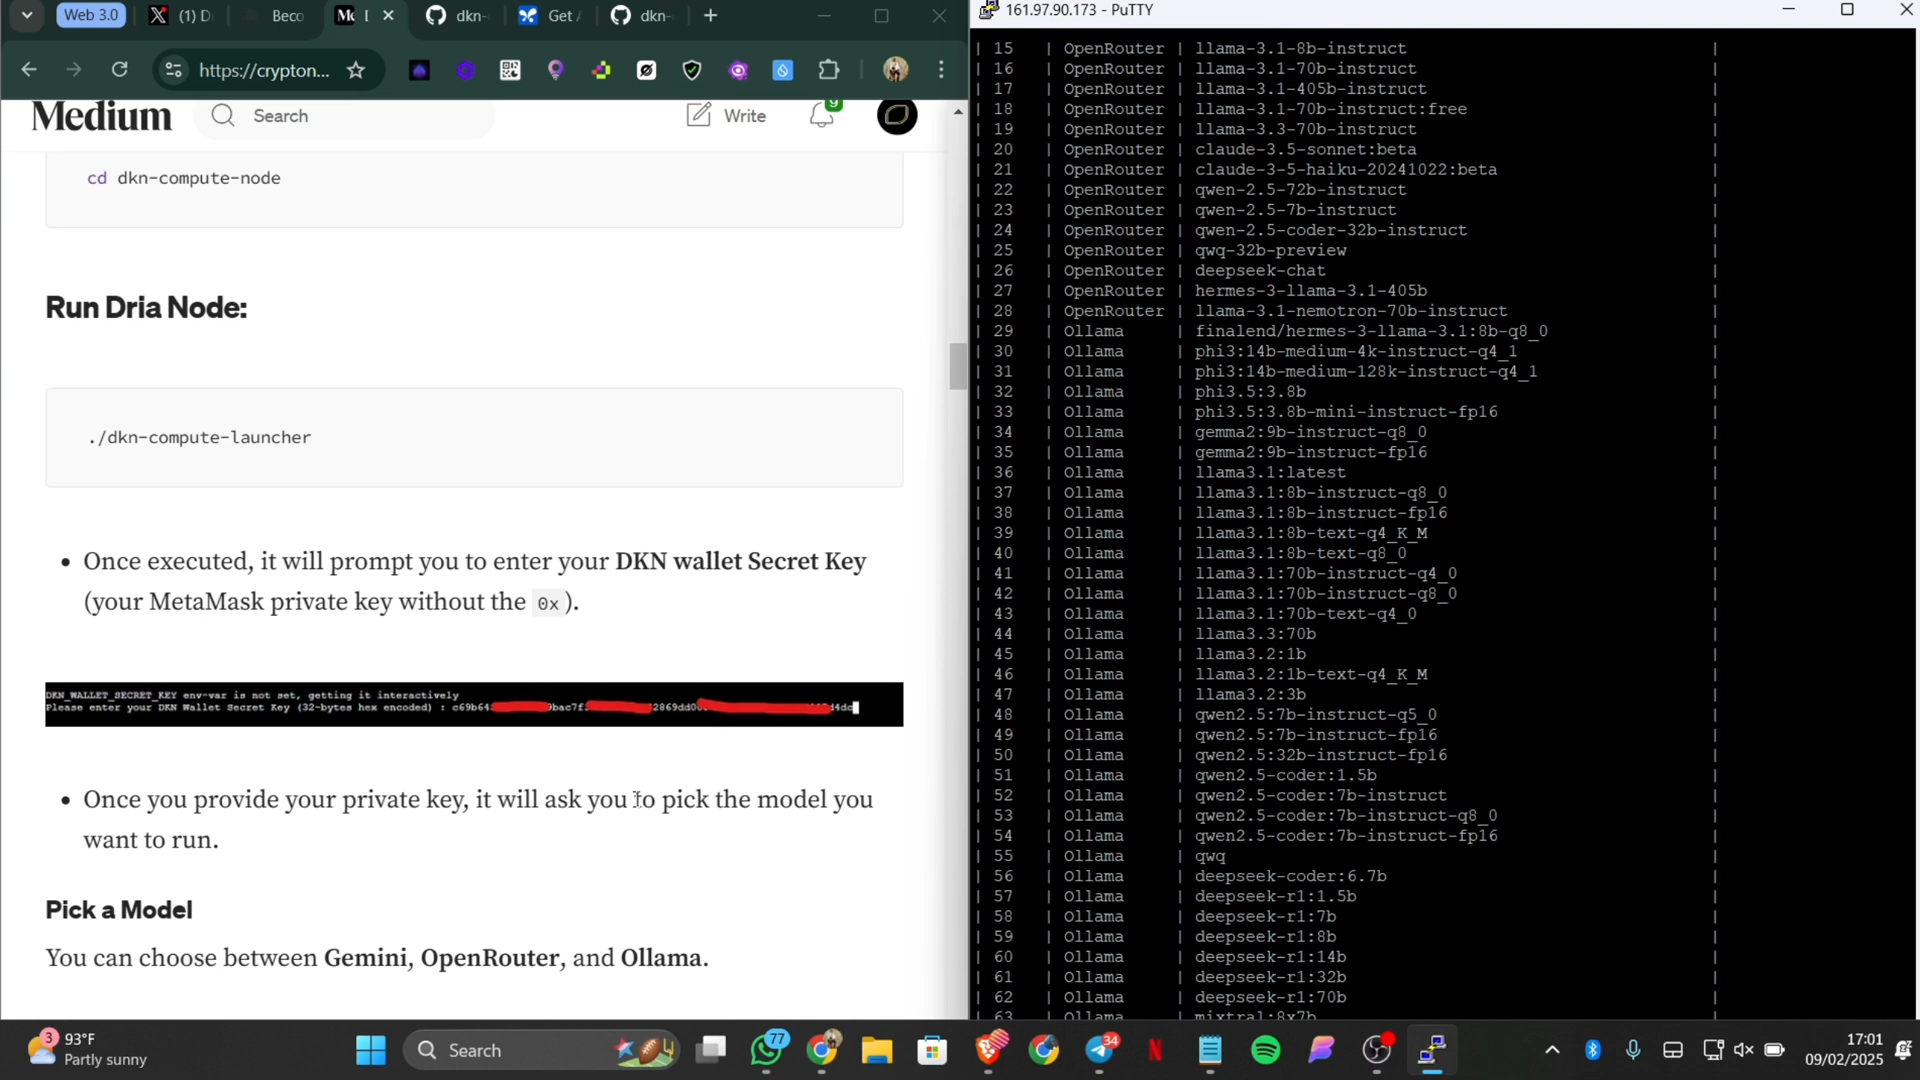 Web 3.0
(1) D
Beco
dkn-
Get A
dkn-
https://crypton...
Medium
Search
Write
9
cd dkn-compute-node
Run Dria Node:
./dkn-compute-launcher
• Once executed, it will prompt you to enter your DKN wallet Secret Key
(your MetaMask private key without the 0x).
DKN_WALLET_SECRET_KEY env-var is not set, getting it interactively
Please enter your DKN Wallet Secret Key (32-bytes hex encoded) :
• Once you provide your private key, it will ask you to pick the model you
want to run.
Pick a Model
You can choose between Gemini, OpenRouter, and Ollama.
161.97.90.173 - PuTTY
| 15 | OpenRouter | llama-3.1-8b-instruct |
| 16 | OpenRouter | llama-3.1-70b-instruct |
| 17 | OpenRouter | llama-3.1-405b-instruct |
| 18 | OpenRouter | llama-3.1-70b-instruct:free |
| 19 | OpenRouter | llama-3.3-70b-instruct |
| 20 | OpenRouter | claude-3.5-sonnet:beta |
| 21 | OpenRouter | claude-3-5-haiku-20241022:beta |
| 22 | OpenRouter | qwen-2.5-72b-instruct |
| 23 | OpenRouter | qwen-2.5-7b-instruct |
| 24 | OpenRouter | qwen-2.5-coder-32b-instruct |
| 25 | OpenRouter | qwq-32b-preview |
| 26 | OpenRouter | deepseek-chat |
| 27 | OpenRouter | hermes-3-llama-3.1-405b |
| 28 | OpenRouter | llama-3.1-nemotron-70b-instruct |
| 29 | Ollama | finalend/hermes-3-llama-3.1:8b-q8_0 |
| 30 | Ollama | phi3:14b-medium-4k-instruct-q4_1 |
| 31 | Ollama | phi3:14b-medium-128k-instruct-q4_1 |
| 32 | Ollama | phi3.5:3.8b |
| 33 | Ollama | phi3.5:3.8b-mini-instruct-fp16 |
| 34 | Ollama | gemma2:9b-instruct-q8_0 |
| 35 | Ollama | gemma2:9b-instruct-fp16 |
| 36 | Ollama | llama3.1:latest |
| 37 | Ollama | llama3.1:8b-instruct-q8_0 |
| 38 | Ollama | llama3.1:8b-instruct-fp16 |
| 39 | Ollama | llama3.1:8b-text-q4_K_M |
| 40 | Ollama | llama3.1:8b-text-q8_0 |
| 41 | Ollama | llama3.1:70b-instruct-q4_0 |
| 42 | Ollama | llama3.1:70b-instruct-q8_0 |
| 43 | Ollama | llama3.1:70b-text-q4_0 |
| 44 | Ollama | llama3.3:70b |
| 45 | Ollama | llama3.2:1b |
| 46 | Ollama | llama3.2:1b-text-q4_K_M |
| 47 | Ollama | llama3.2:3b |
| 48 | Ollama | qwen2.5:7b-instruct-q5_0 |
| 49 | Ollama | qwen2.5:7b-instruct-fp16 |
| 50 | Ollama | qwen2.5:32b-instruct-fp16 |
| 51 | Ollama | qwen2.5-coder:1.5b |
| 52 | Ollama | qwen2.5-coder:7b-instruct |
| 53 | Ollama | qwen2.5-coder:7b-instruct-q8_0 |
| 54 | Ollama | qwen2.5-coder:7b-instruct-fp16 |
| 55 | Ollama | qwq |
| 56 | Ollama | deepseek-coder:6.7b |
| 57 | Ollama | deepseek-r1:1.5b |
| 58 | Ollama | deepseek-r1:7b |
| 59 | Ollama | deepseek-r1:8b |
| 60 | Ollama | deepseek-r1:14b |
| 61 | Ollama | deepseek-r1:32b |
| 62 | Ollama | deepseek-r1:70b |
| 63 | Ollama | mixtral:8x7b |
3
93°F
Partly sunny
Search
77
34
17:01
09/02/2025